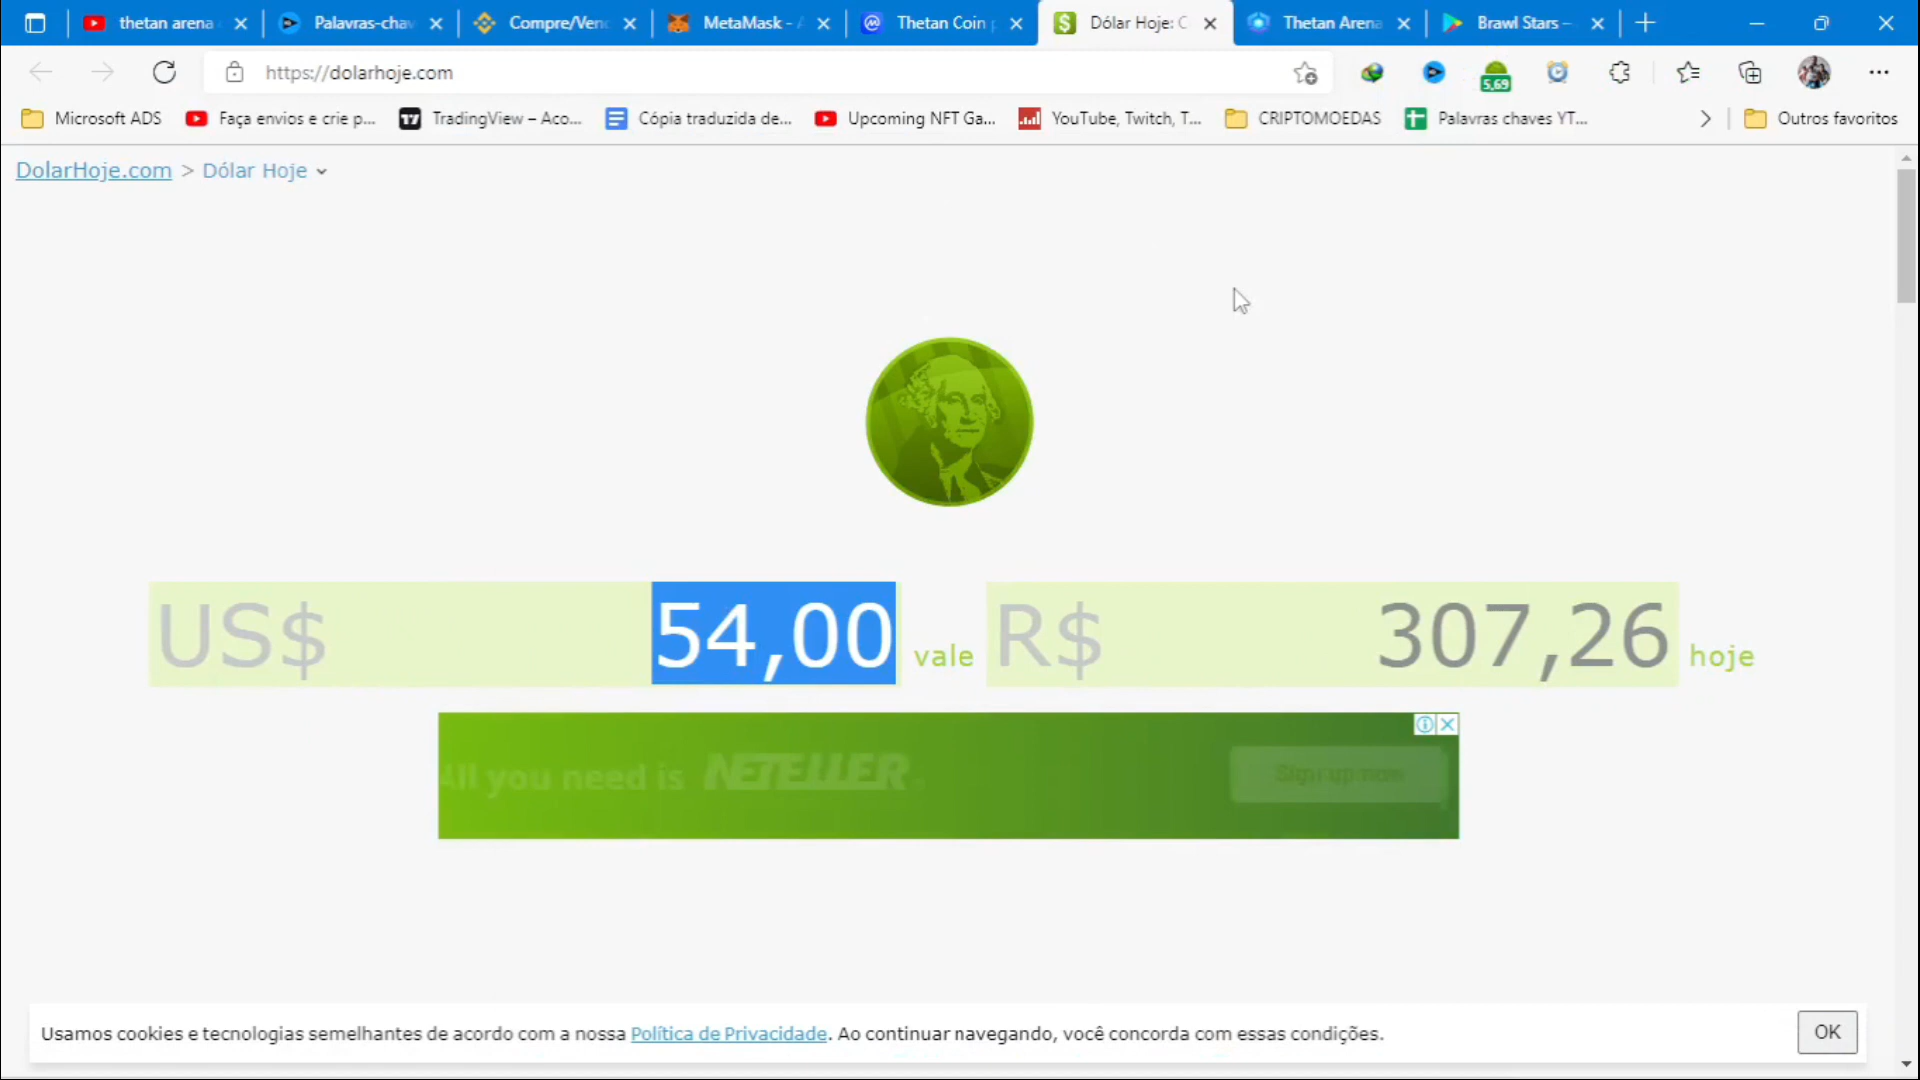 thetan arena
Palavras-chav
Compre/Venc
MetaMask - A
Thetan Coin p
Dólar Hoje: C
Thetan Arena
Brawl Stars –
https://dolarhoje.com
5,69
Microsoft ADS
Faça envios e crie p...
TradingView – Aco...
Cópia traduzida de...
Upcoming NFT Ga...
YouTube, Twitch, T...
CRIPTOMOEDAS
Palavras chaves YT...
Outros favoritos
DolarHoje.com > Dólar Hoje
US$ 54,00 vale R$ 307,26 hoje
All you need is NETELLER.
Sign up now
Usamos cookies e tecnologias semelhantes de acordo com a nossa Política de Privacidade. Ao continuar navegando, você concorda com essas condições.
OK